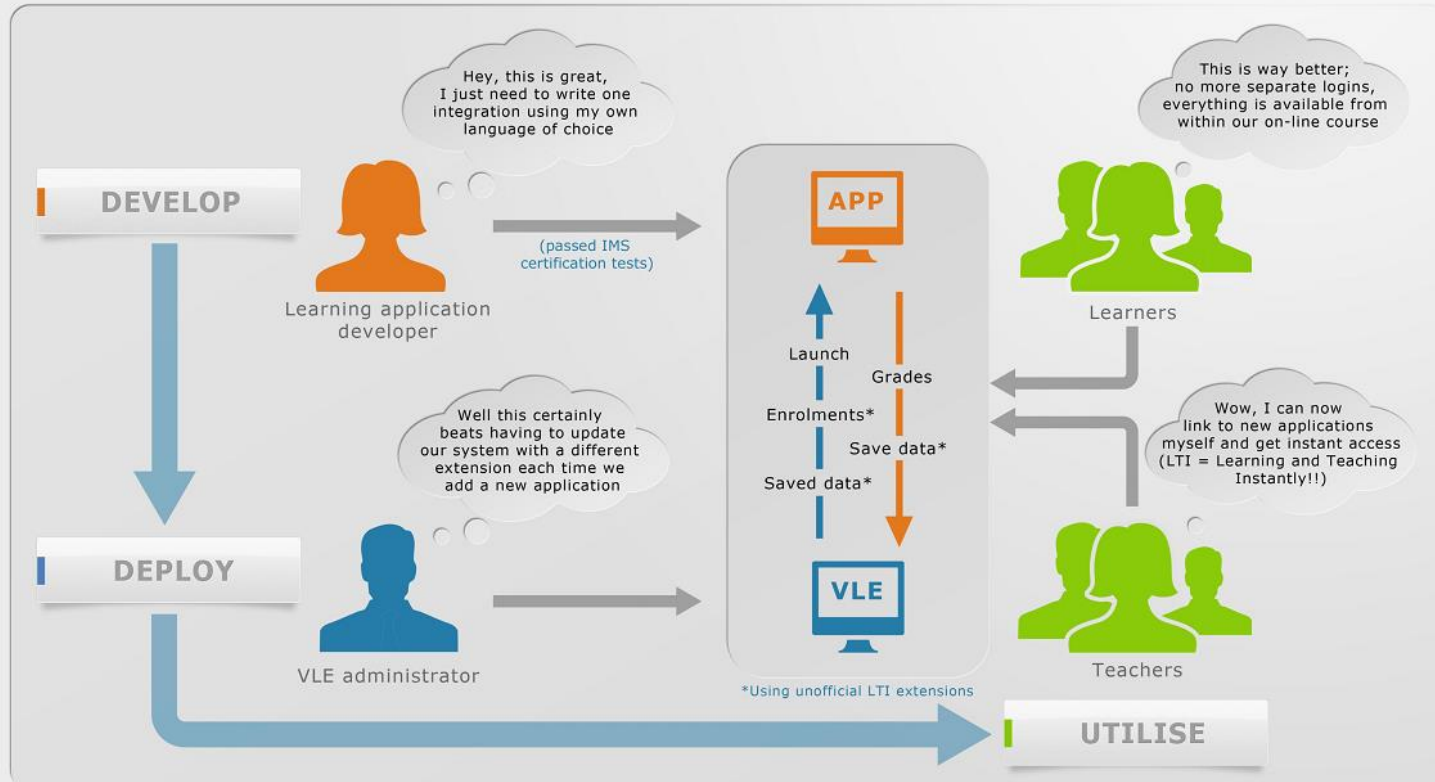 Hey, this is great,
I just need to write one
integration using my own
language of choice
This is way better;
no more separate logins,
everything is available from
within our on-line course
DEVELOP
APP
(passed IMS
certification tests)
Learning application
developer
Learners
Launch
Grades
Enrolments*
Save data*
Saved data*
Well this certainly
beats having to update
our system with a different
extension each time we
add a new application
Wow, I can now
link to new applications
myself and get instant access
(LTI = Learning and Teaching
Instantly!!)
DEPLOY
VLE
VLE administrator
Teachers
*Using unofficial LTI extensions
UTILISE